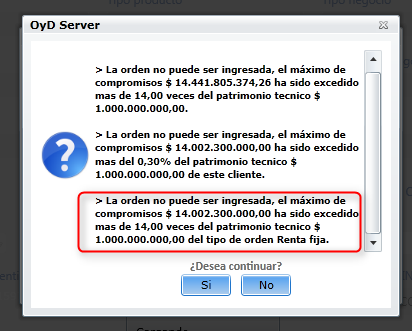 Tipo producto
Tipo negocio
OyD Server
> La orden no puede ser ingresada, el máximo de
compromisos $ 14.441.805.374,26 ha sido excedido
mas de 14,00 veces del patrimonio tecnico $
1.000.000.000,00.
> La orden no puede ser ingresada, el máximo de
compromisos $ 14.002.300.000,00 ha sido excedido
mas del 0,30% del patrimonio tecnico $
1.000.000.000,00 de este cliente.
> La orden no puede ser ingresada, el máximo de
compromisos $ 14.002.300.000,00 ha sido excedido
mas de 14,00 veces del patrimonio tecnico $
1.000.000.000,00 del tipo de orden Renta fija.
¿Desea continuar?
Si
No